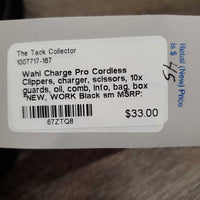 The Tack Collector
1007717-167
Wahl Charge Pro Cordless
Clippers, charger, scissors, 10x
guards, oil, comb, info, bag, box
*NEW, WORK Black sm MSRP:
$33.00
67ZTQ8
Retail (New) Price
is $ 45